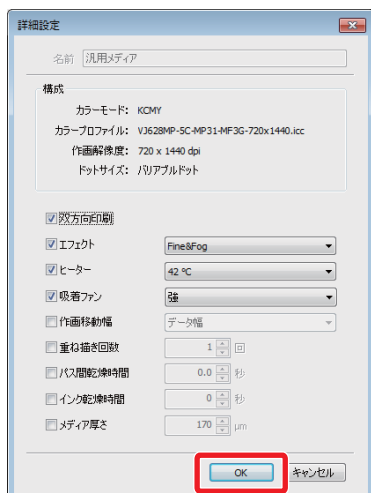 詳細設定
名前 汎用メディア
構成
カラーモード: KCMY
カラープロファイル: VJ628MP-5C-MP31-MF3G-720x1440.icc
作画解像度: 720 x 1440 dpi
ドットサイズ: バリアブルドット
双方向印刷
エフェクト Fine&Fog
ヒーター 42 ℃
吸着ファン 強
作画移動幅 データ幅
重ね描き回数 1 回
パス間乾燥時間 0.0 秒
インク乾燥時間 0 秒
メディア厚さ 170 μm
OK キャンセル